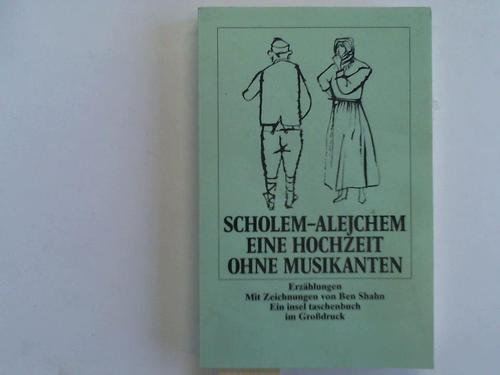 SCHOLEM-ALEJCHEM
EINE HOCHZEIT
OHNE MUSIKANTEN
Erzählungen
Mit Zeichnungen von Ben Shahn
Ein insel taschenbuch
im Großdruck